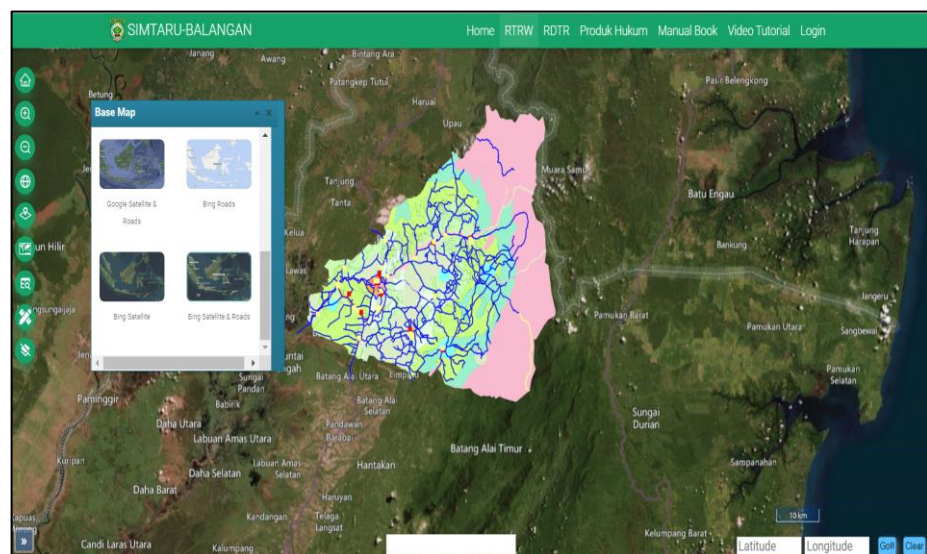 SIMTARU-BALANGAN
Home RTRW RDTR Produk Hukum Manual Book Video Tutorial Login
Janang
Awang
Bintang Ara
Betung
Patangkep Tutui
Haruai
Pasir Belengkong
Base Map
Upau
Google Satellite &
Roads
Bing Roads
Tanjung
Muara Samu
Tanta
Batu Engau
Kelua
Tanjung
Harapan
un Hilir
Bankung
Lawas
Jangeru
ngsungaijaja
Bing Satellite
Bing Satellite & Roads
Pamukan Barat
Pamukan Utara
Sangbewai
Batang Alai Utara
Limpasu
Pamukan
Selatan
Sungai
Pandan
Babirik
Batang Alai
Selatan
Paminggir
Daha Utara
Pandawan
Barabai
Sungai
Durian
Labuan Amas Utara
Batang Alai Timur
Kuripan
Daha Selatan
Labuan Amas
Selatan
Hantakan
Sampanahan
Daha Barat
Haruyan
Kandangan
Telaga
Langsat
10 km
Kapuas
Candi Laras Utara
Kalumpang
Kelumpang Barat
Latitude
Longitude
Go!!
Clear